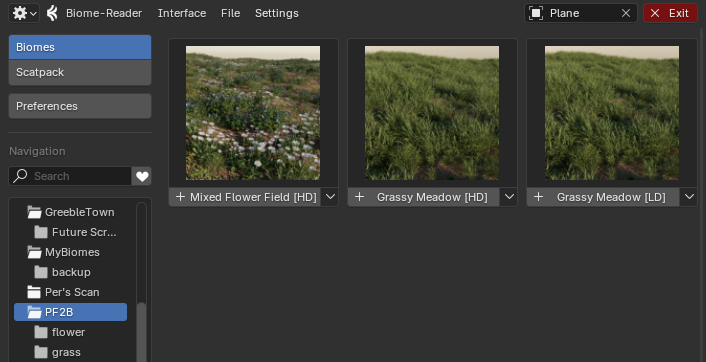 Biome-Reader Interface File Settings Plane Exit
Biomes
Scatpack
Preferences
Navigation
Search
GreebleTown
Future Scr...
MyBiomes
backup
Per's Scan
PF2B
flower
grass
Mixed Flower Field [HD]
Grassy Meadow [HD]
Grassy Meadow [LD]